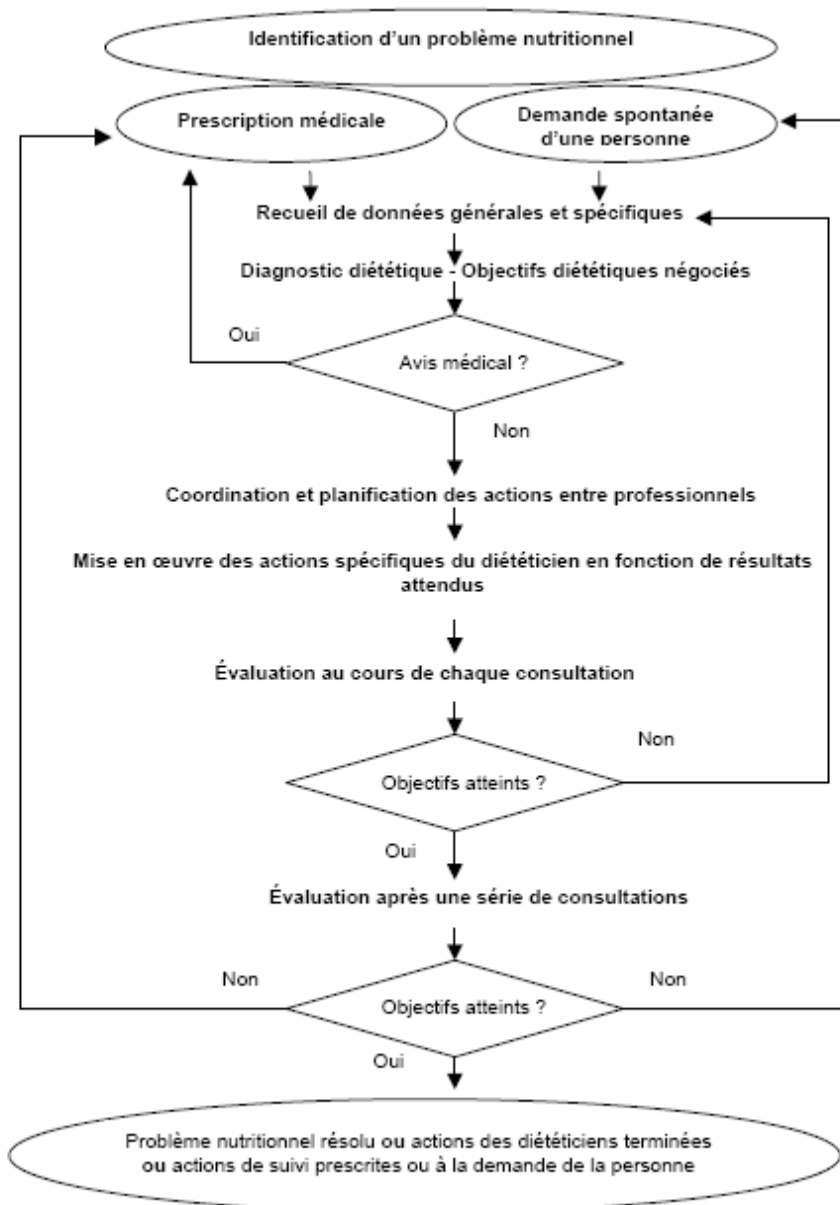 Identification d’un problème nutritionnel
Prescription médicale
Demande spontanée
d’une personne
Recueil de données générales et spécifiques
Diagnostic diététique - Objectifs diététiques négociés
Oui
Avis médical ?
Non
Coordination et planification des actions entre professionnels
Mise en œuvre des actions spécifiques du diététicien en fonction de résultats
attendus
Évaluation au cours de chaque consultation
Non
Objectifs atteints ?
Oui
Évaluation après une série de consultations
Non
Non
Objectifs atteints ?
Oui
Problème nutritionnel résolu ou actions des diététiciens terminées
ou actions de suivi prescrites ou à la demande de la personne